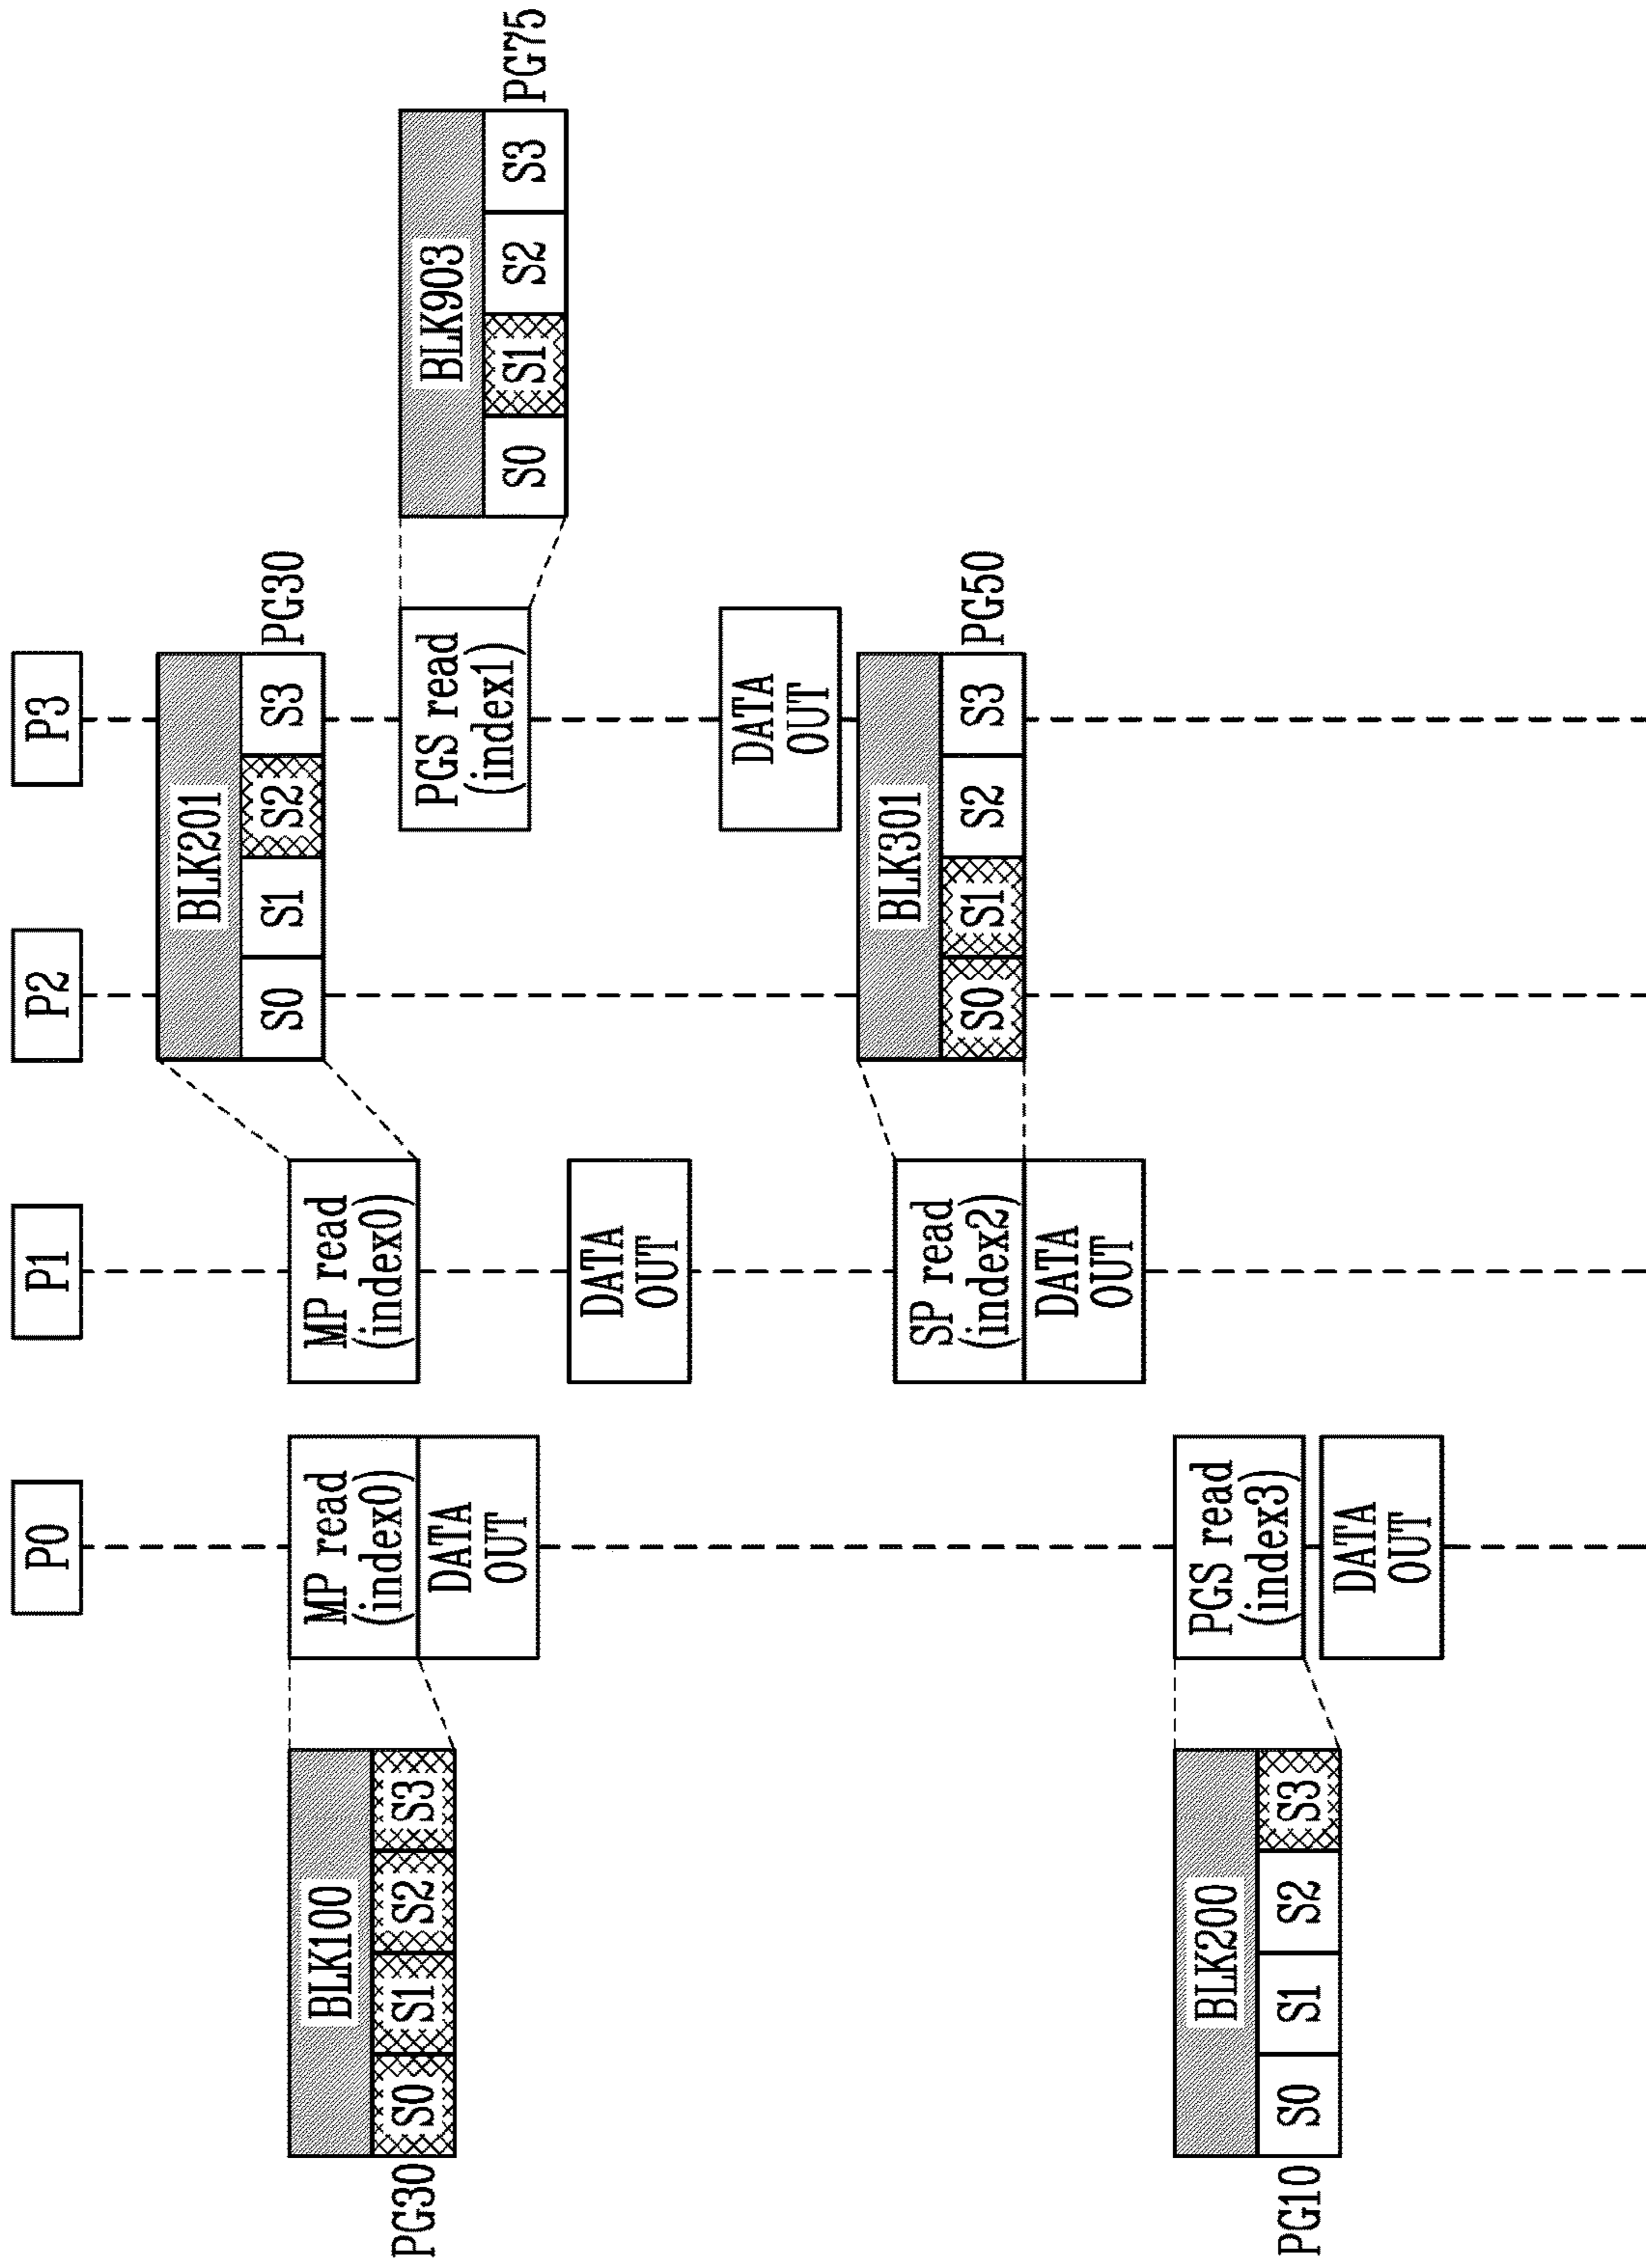 P0
P1
P2
P3
BLK201
S0 S1 S2 S3 PG30
BLK100
PG30 S0 S1 S2 S3
MP read
(index0)
DATA
OUT
MP read
(index0)
PGS read
(index1)
BLK903
S0 S1 S2 S3 PG75
DATA
OUT
DATA
OUT
SP read
(index2)
DATA
OUT
BLK301
S0 S1 S2 S3 PG50
BLK200
PG10 S0 S1 S2 S3
PGS read
(index3)
DATA
OUT